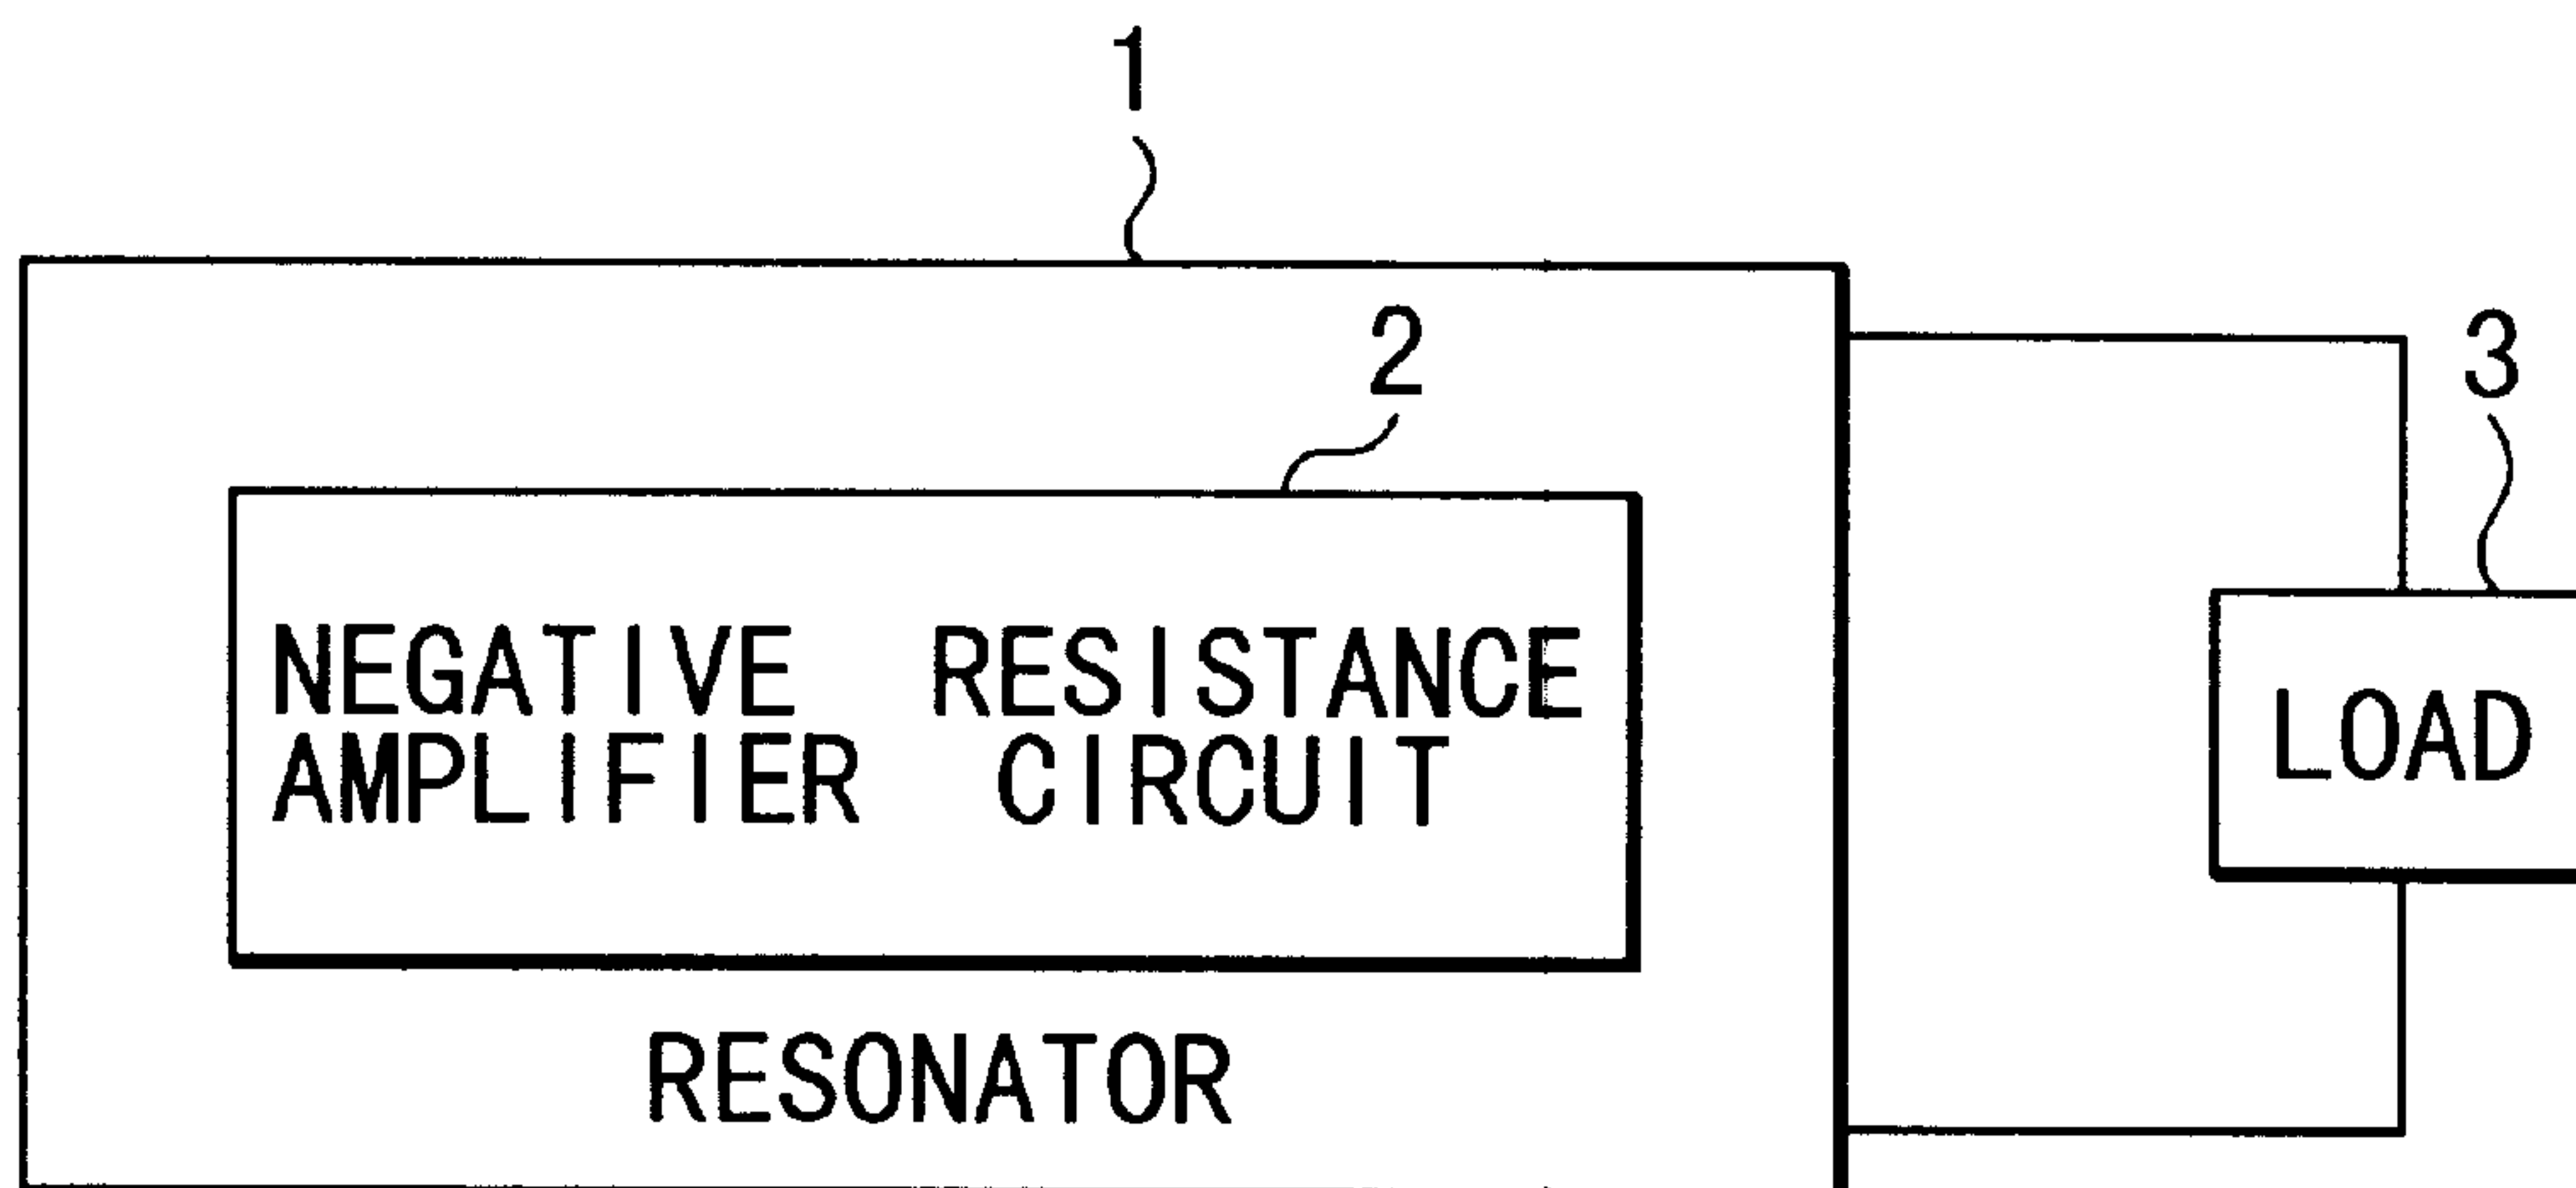 1
2
3
NEGATIVE RESISTANCE
AMPLIFIER CIRCUIT
LOAD
RESONATOR